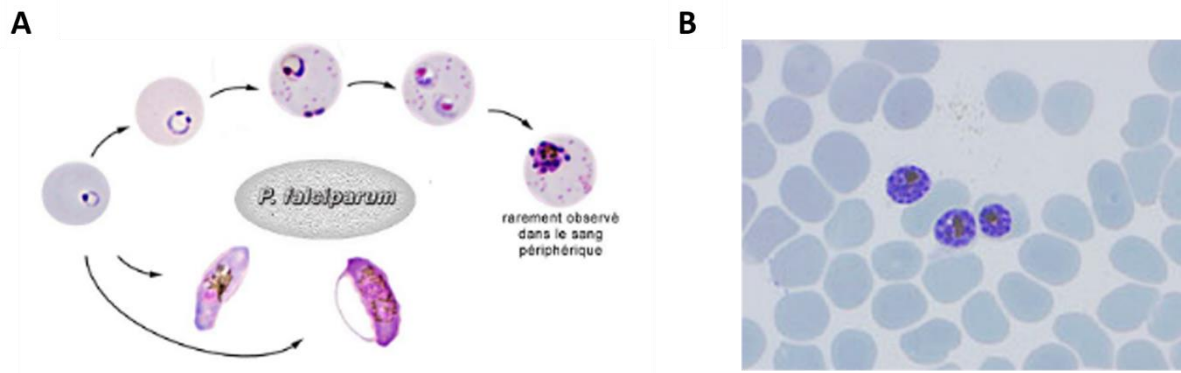 A
B
P. falciparum
rarement observé
dans le sang
périphérique